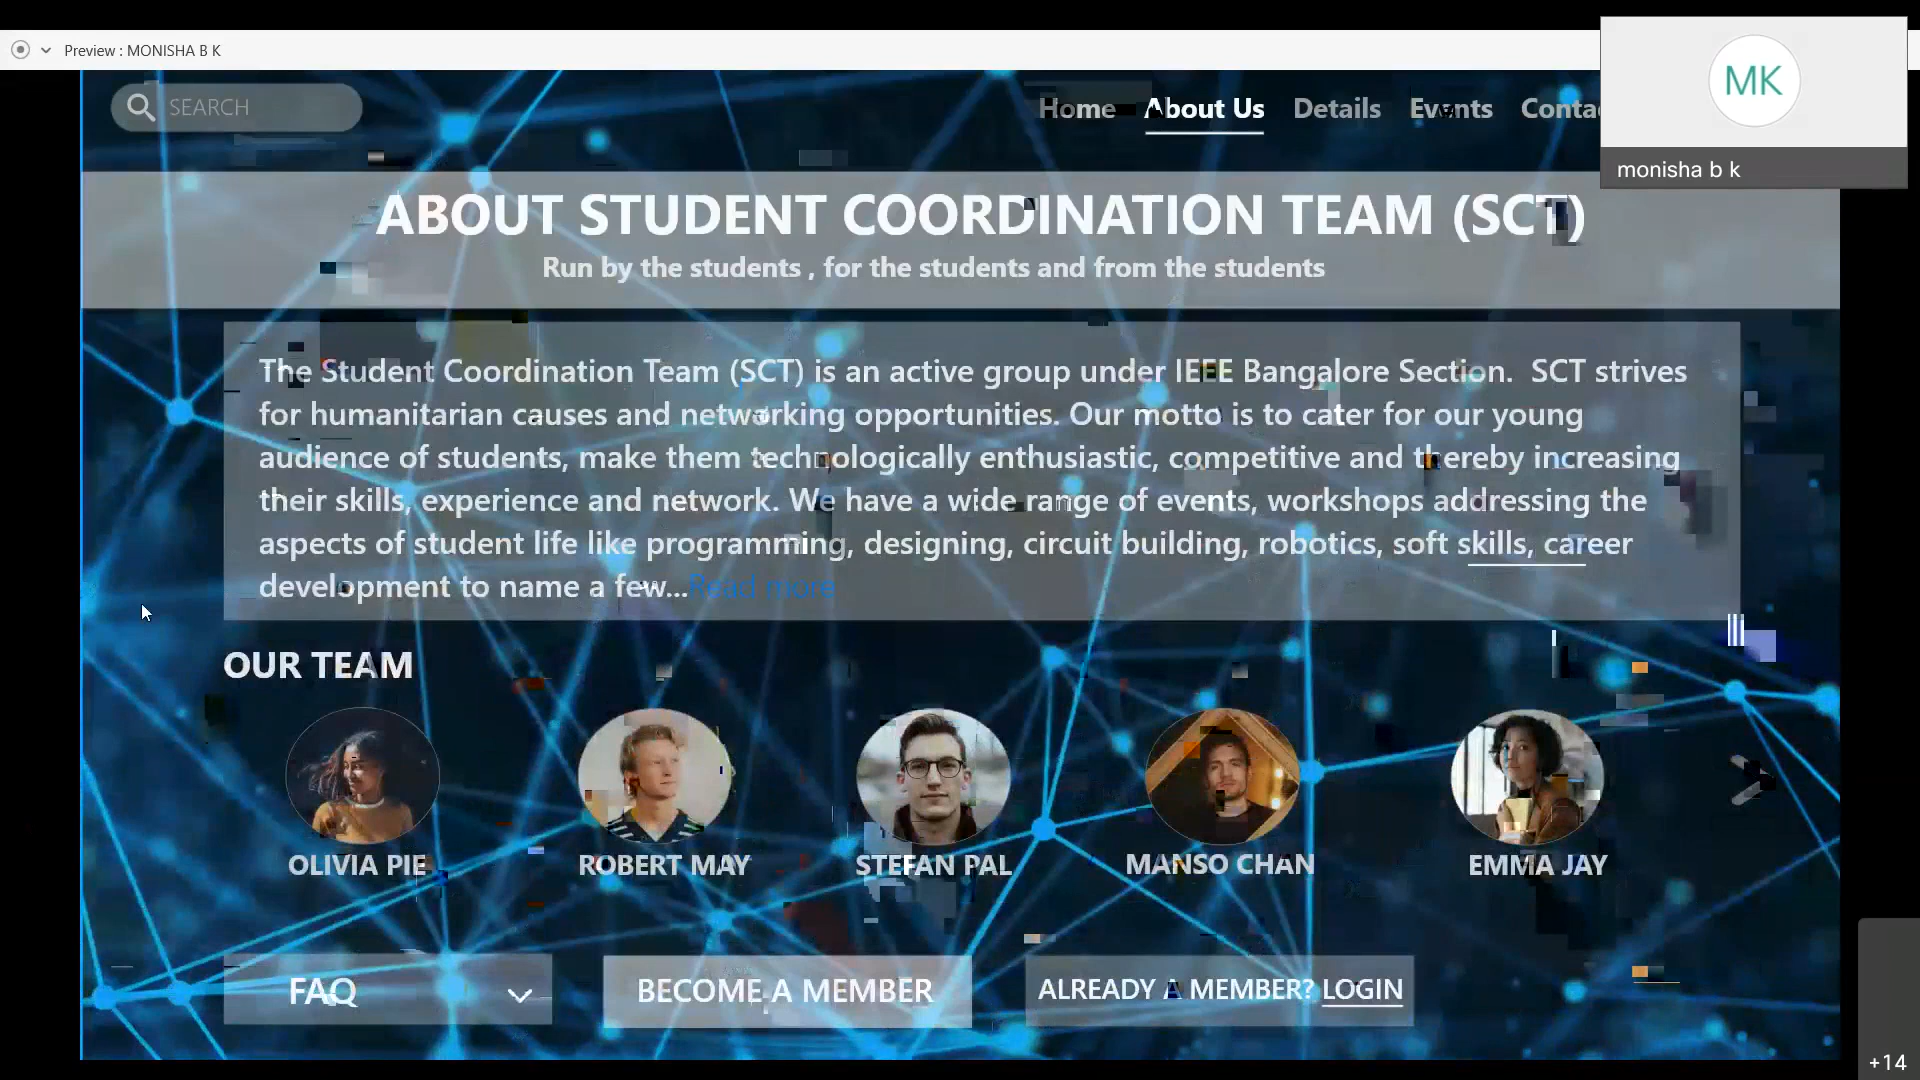 Preview : MONISHA B K
MK
monisha b k
SEARCH
Home About Us Details Events
ABOUT STUDENT COORDINATION TEAM (SCT)
Run by the students , for the students and from the students
The Student Coordination Team (SCT) is an active group under IEEE Bangalore Section. SCT strives
for humanitarian causes and networking opportunities. Our motto is to cater for our young
audience of students, make them technologically enthusiastic, competitive and thereby increasing
their skills, experience and network. We have a wide range of events, workshops addressing the
aspects of student life like programming, designing, circuit building, robotics, soft skills, career
development to name a few...Read more
OUR TEAM
OLIVIA PIE ROBERT MAY STEFAN PAL MANSO CHAN EMMA JAY
FAQ BECOME A MEMBER ALREADY A MEMBER? LOGIN
+14